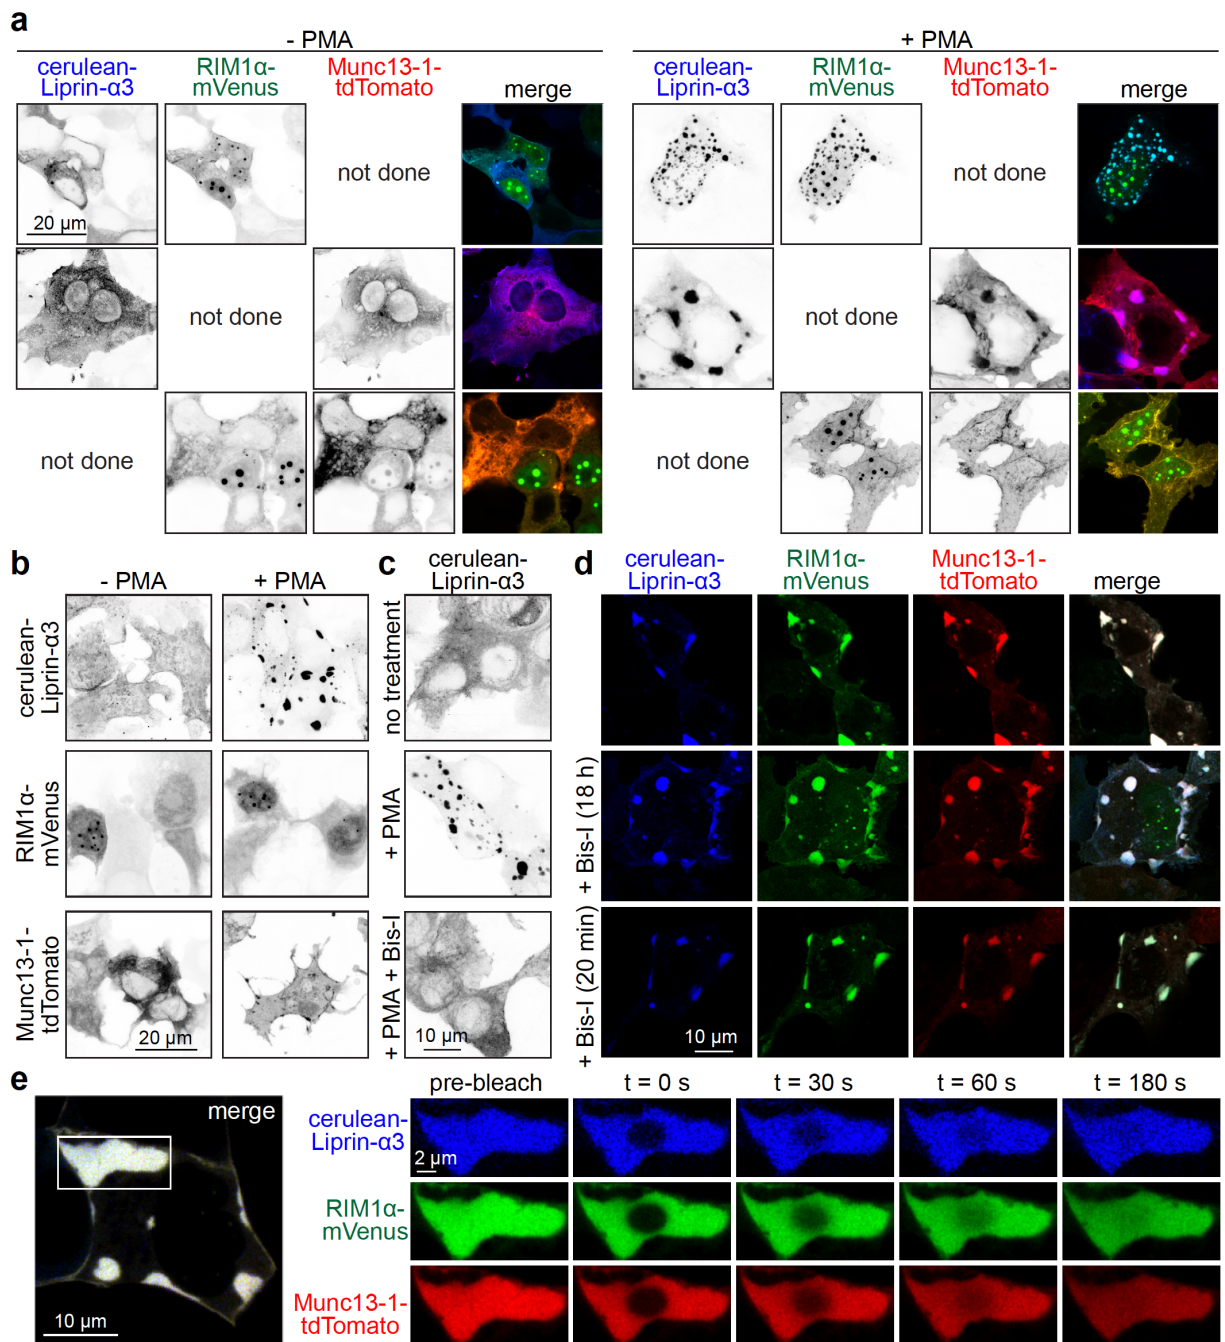 a
- PMA
+ PMA
cerulean-
Liprin-α3
RIM1α-
mVenus
Munc13-1-
tdTomato
merge
cerulean-
Liprin-α3
RIM1α-
mVenus
Munc13-1-
tdTomato
merge
20 µm
not done
not done
not done
not done
not done
not done
b
- PMA
+ PMA
cerulean-
Liprin-α3
RIM1α-
mVenus
Munc13-1-
tdTomato
20 µm
c
cerulean-
Liprin-α3
no treatment
+ PMA
+ PMA + Bis-I
10 µm
d
cerulean-
Liprin-α3
RIM1α-
mVenus
Munc13-1-
tdTomato
merge
+ Bis-I (18 h)
+ Bis-I (20 min)
10 µm
e
merge
10 µm
pre-bleach
t = 0 s
t = 30 s
t = 60 s
t = 180 s
cerulean-
Liprin-α3
2 µm
RIM1α-
mVenus
Munc13-1-
tdTomato